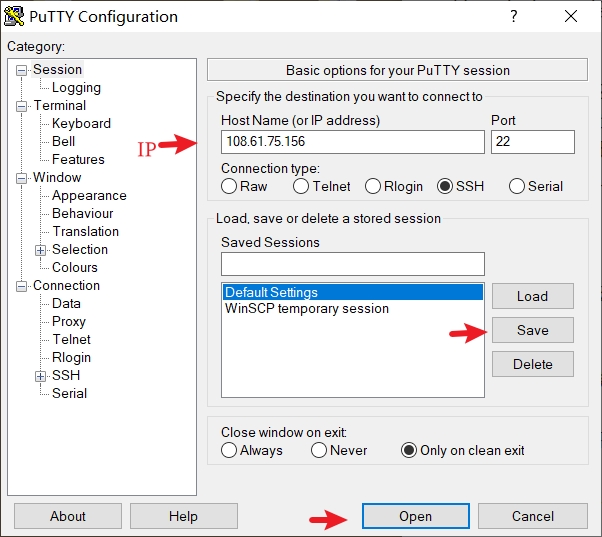 PuTTY Configuration
?
Category:
Session
Logging
Terminal
Keyboard
Bell
Features
Window
Appearance
Behaviour
Translation
Selection
Colours
Connection
Data
Proxy
Telnet
Rlogin
SSH
Serial
Basic options for your PuTTY session
Specify the destination you want to connect to
Host Name (or IP address) Port
IP 108.61.75.156 22
Connection type:
Raw Telnet Rlogin SSH Serial
Load, save or delete a stored session
Saved Sessions
Default Settings Load
WinSCP temporary session
Save
Delete
Close window on exit:
Always Never Only on clean exit
About Help Open Cancel